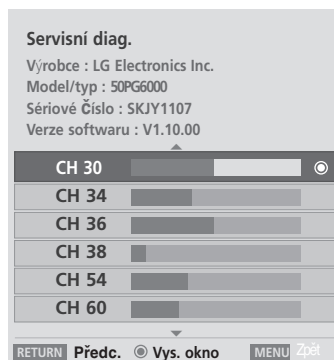 Servisní diag.
Výrobce : LG Electronics Inc.
Model/typ : 50PG6000
Sériové Číslo : SKJY1107
Verze softwaru : V1.10.00
CH 30
CH 34
CH 36
CH 38
CH 54
CH 60
RETURN Předc. Vys. okno MENU Zpět